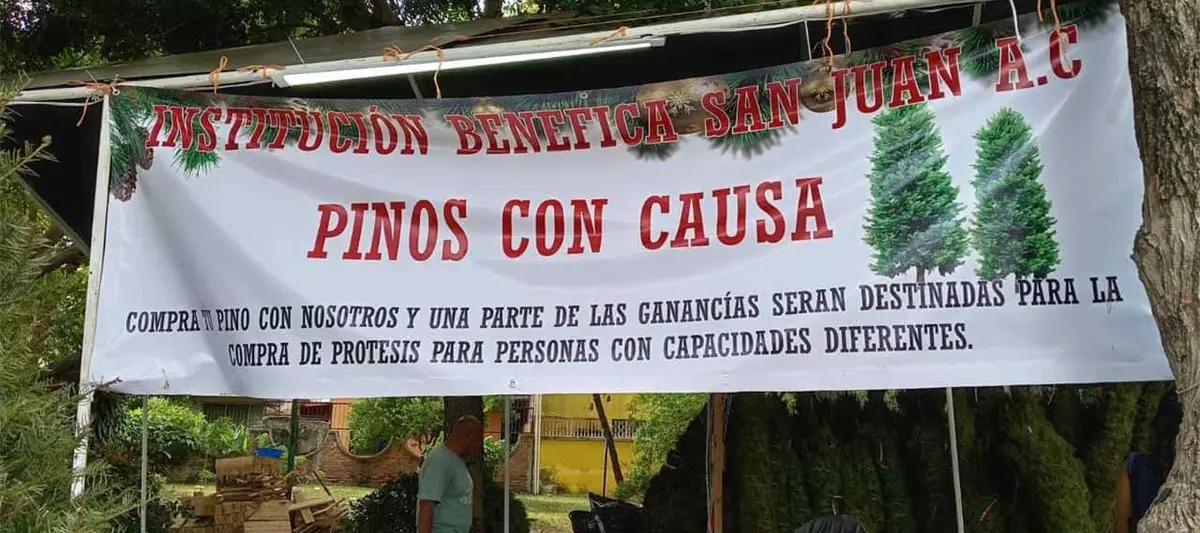 INSTITUCIÓN BENEFICA SAN JUAN A.C
PINOS CON CAUSA
COMPRA TU PINO CON NOSOTROS Y UNA PARTE DE LAS GANANCÍAS SERAN DESTINADAS PARA LA
COMPRA DE PROTESIS PARA PERSONAS CON CAPACIDADES DIFERENTES.